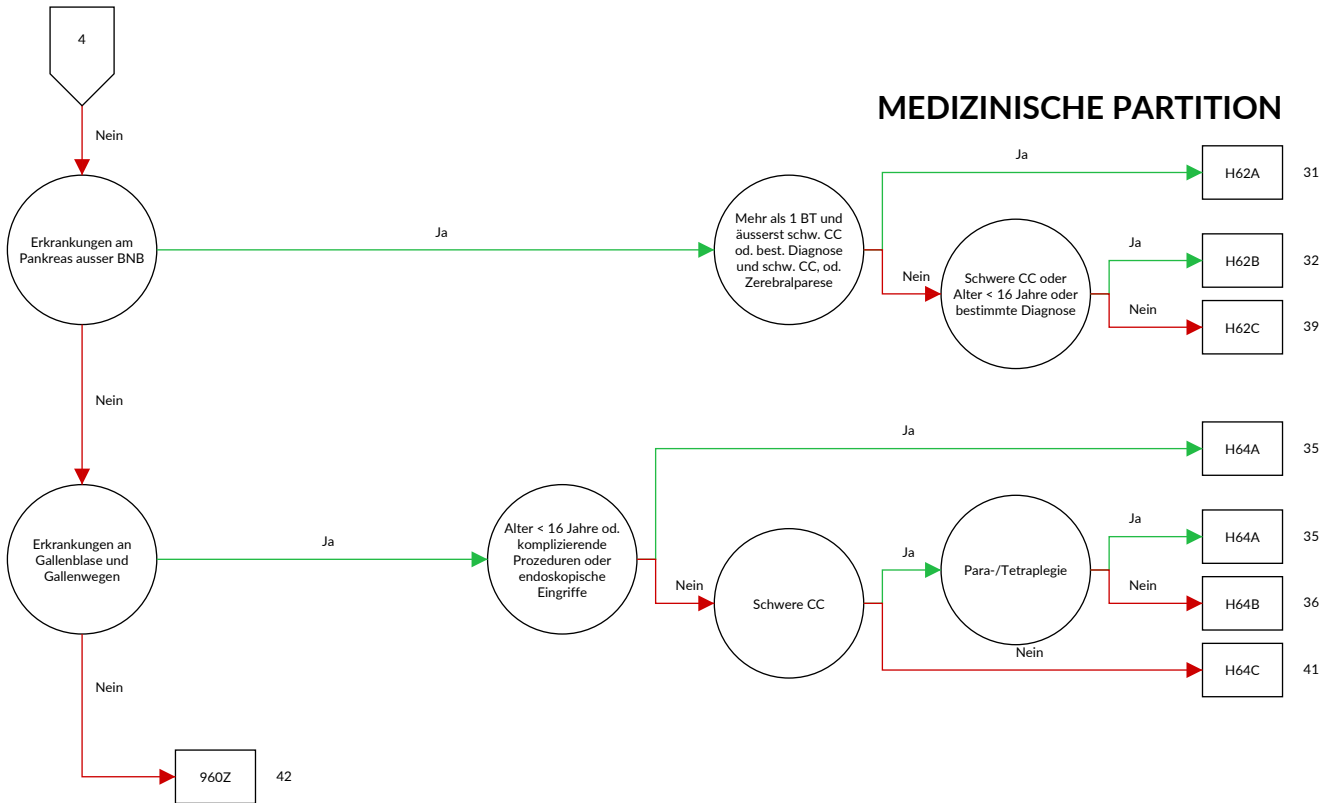 4
Nein
MEDIZINISCHE PARTITION
Erkrankungen am
Pankreas ausser BNB
Ja
Mehr als 1 BT und
äusserst schw. CC
od. best. Diagnose
und schw. CC, od.
Zerebralparese
Ja
H62A
31
Nein
Schwere CC oder
Alter < 16 Jahre oder
bestimmte Diagnose
Ja
H62B
32
Nein
H62C
39
Nein
Erkrankungen an
Gallenblase und
Gallenwegen
Ja
Alter < 16 Jahre od.
komplizierende
Prozeduren oder
endoskopische
Eingriffe
Ja
H64A
35
Nein
Schwere CC
Ja
Para-/Tetraplegie
Ja
H64A
35
Nein
H64B
36
Nein
H64C
41
Nein
960Z
42